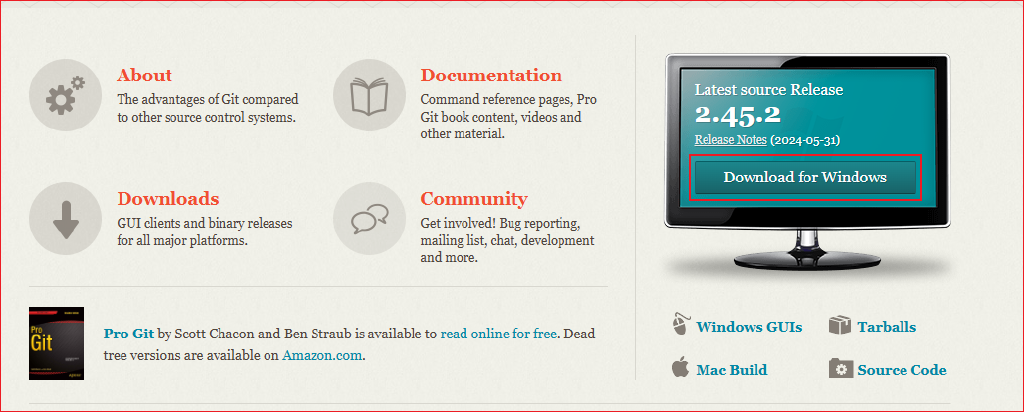 About
The advantages of Git compared
to other source control systems.
Documentation
Command reference pages, Pro
Git book content, videos and
other material.
Downloads
GUI clients and binary releases
for all major platforms.
Community
Get involved! Bug reporting,
mailing list, chat, development
and more.
Pro
Git
Pro Git by Scott Chacon and Ben Straub is available to read online for free. Dead
tree versions are available on Amazon.com.
Latest source Release
2.45.2
Release Notes (2024-05-31)
Download for Windows
Windows GUIs
Tarballs
Mac Build
Source Code